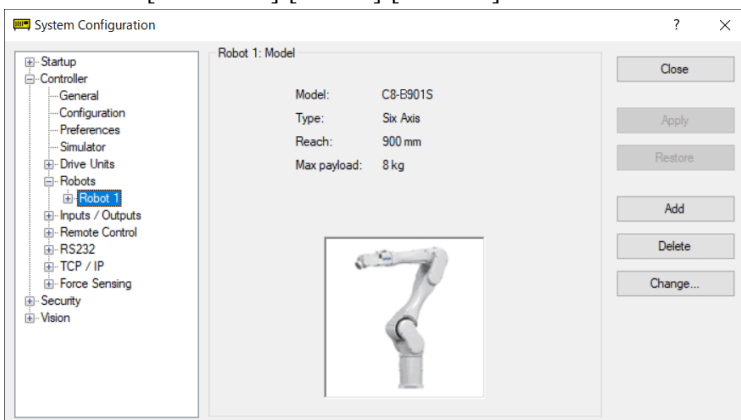 System Configuration
?
Startup
Controller
General
Configuration
Preferences
Simulator
Drive Units
Robots
Robot 1
Inputs / Outputs
Remote Control
RS232
TCP / IP
Force Sensing
Security
Vision
Robot 1: Model
Model: C8-B901S
Type: Six Axis
Reach: 900 mm
Max payload: 8 kg
Close
Apply
Restore
Add
Delete
Change...